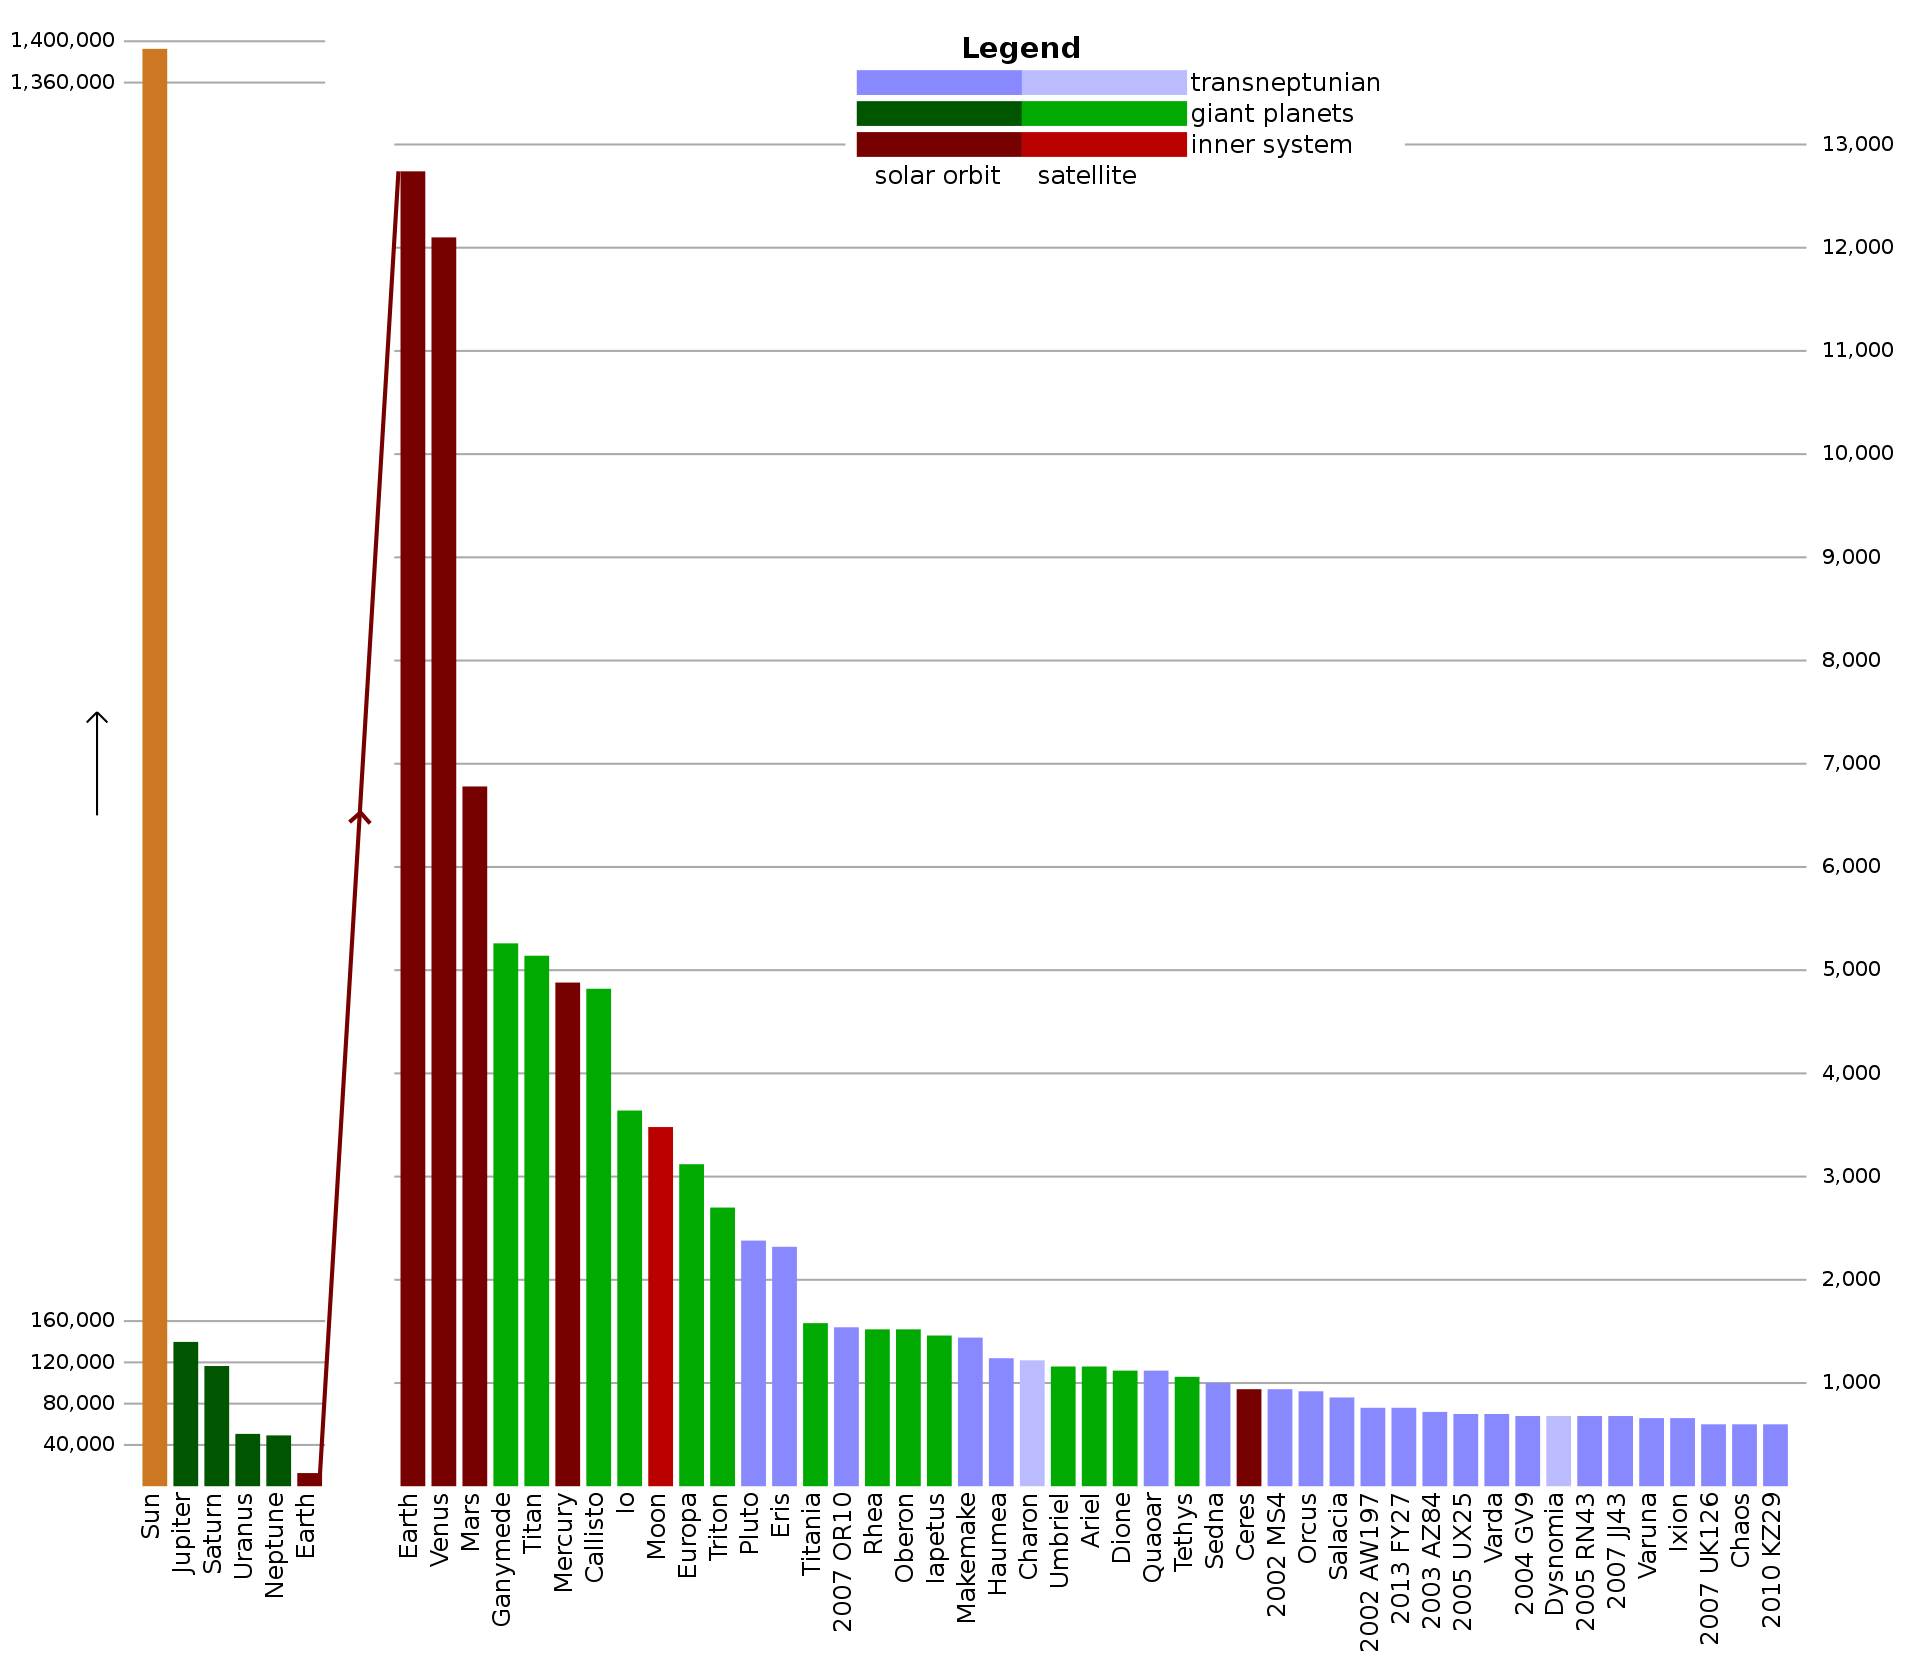 Legend
transneptunian
giant planets
inner system
solar orbit satellite
1,400,000
1,360,000
160,000
120,000
80,000
40,000
13,000
12,000
11,000
10,000
9,000
8,000
7,000
6,000
5,000
4,000
3,000
2,000
1,000
Sun
Jupiter
Saturn
Uranus
Neptune
Earth
Earth
Venus
Mars
Ganymede
Titan
Mercury
Callisto
Io
Moon
Europa
Triton
Pluto
Eris
Titania
2007 OR10
Rhea
Oberon
Iapetus
Makemake
Haumea
Charon
Umbriel
Ariel
Dione
Quaoar
Tethys
Sedna
Ceres
2002 MS4
Orcus
Salacia
2002 AW197
2013 FY27
2003 AZ84
2005 UX25
Varda
2004 GV9
Dysnomia
2005 RN43
2007 JJ43
Varuna
Ixion
2007 UK126
Chaos
2010 KZ29